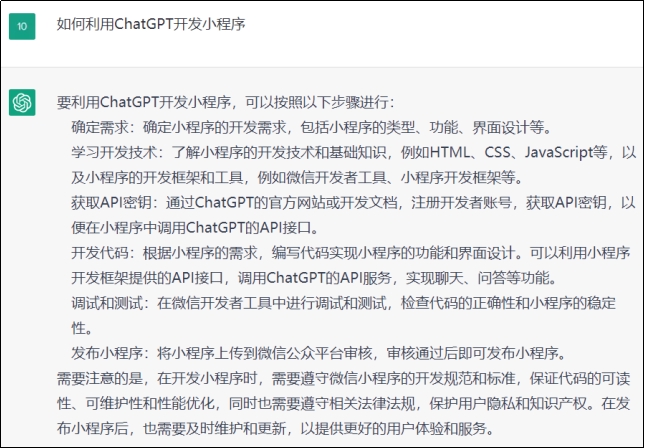 10
如何利用ChatGPT开发小程序
要利用ChatGPT开发小程序，可以按照以下步骤进行：
确定需求：确定小程序的开发需求，包括小程序的类型、功能、界面设计等。
学习开发技术：了解小程序的开发技术和基础知识，例如HTML、CSS、JavaScript等，以
及小程序的开发框架和工具，例如微信开发者工具、小程序开发框架等。
获取API密钥：通过ChatGPT的官方网站或开发文档，注册开发者账号，获取API密钥，以
便在小程序中调用ChatGPT的API接口。
开发代码：根据小程序的需求，编写代码实现小程序的功能和界面设计。可以利用小程序
开发框架提供的API接口，调用ChatGPT的API服务，实现聊天、问答等功能。
调试和测试：在微信开发者工具中进行调试和测试，检查代码的正确性和小程序的稳定
性。
发布小程序：将小程序上传到微信公众平台审核，审核通过后即可发布小程序。
需要注意的是，在开发小程序时，需要遵守微信小程序的开发规范和标准，保证代码的可读
性、可维护性和性能优化，同时也需要遵守相关法律法规，保护用户隐私和知识产权。在发
布小程序后，也需要及时维护和更新，以提供更好的用户体验和服务。